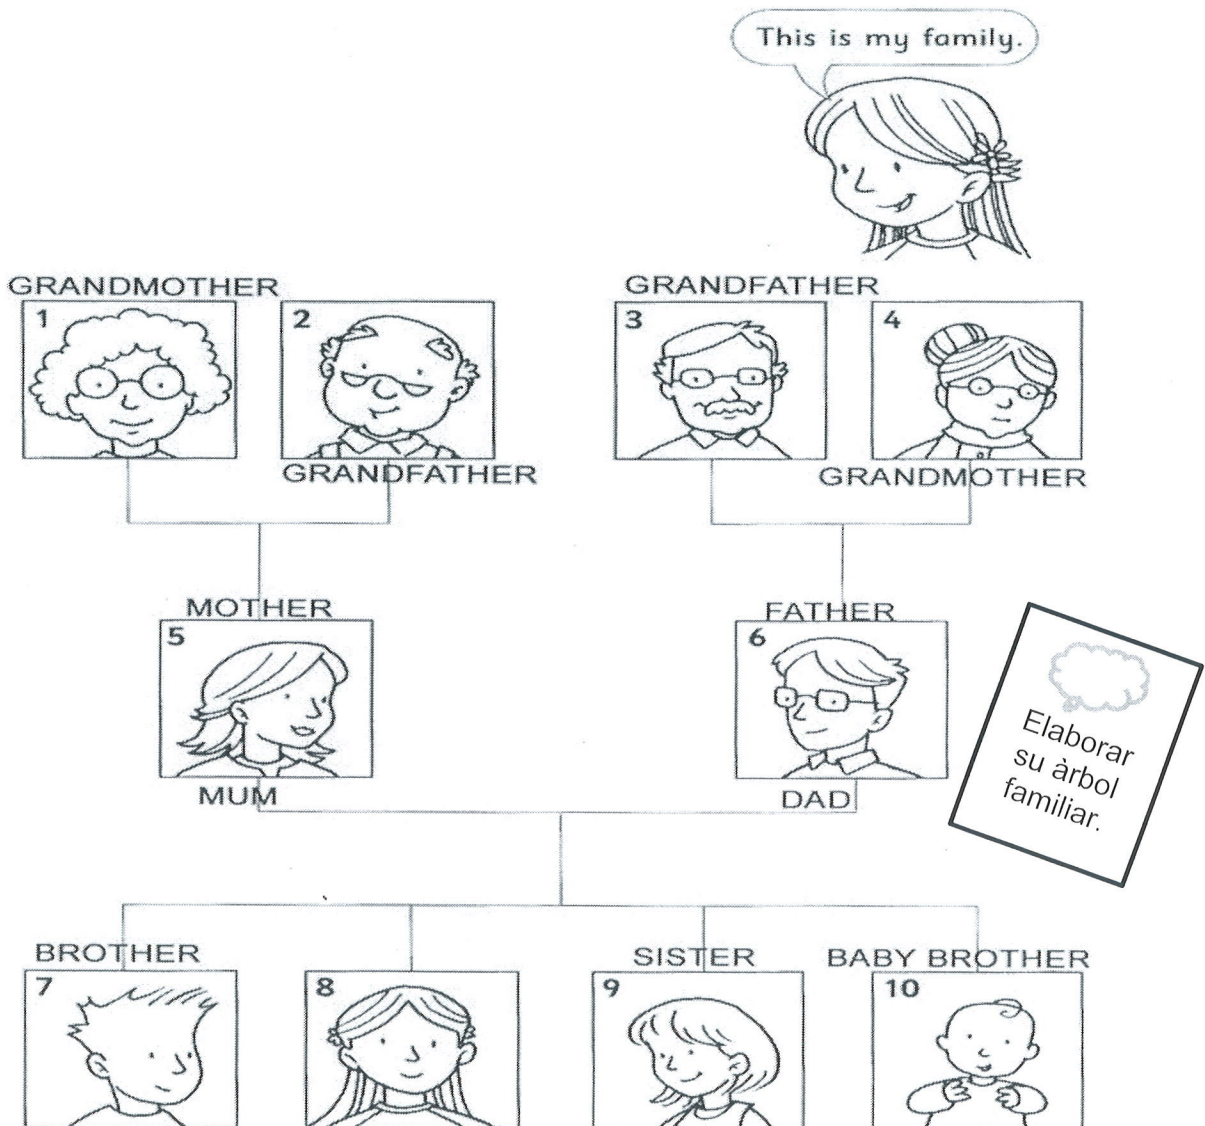 This is my family.
GRANDMOTHER
GRANDFATHER
1
2
3
4
GRANDFATHER
GRANDMOTHER
MOTHER
FATHER
5
6
MUM
DAD
Elaborar
su àrbol
familiar.
BROTHER
SISTER
BABY BROTHER
7
8
9
10